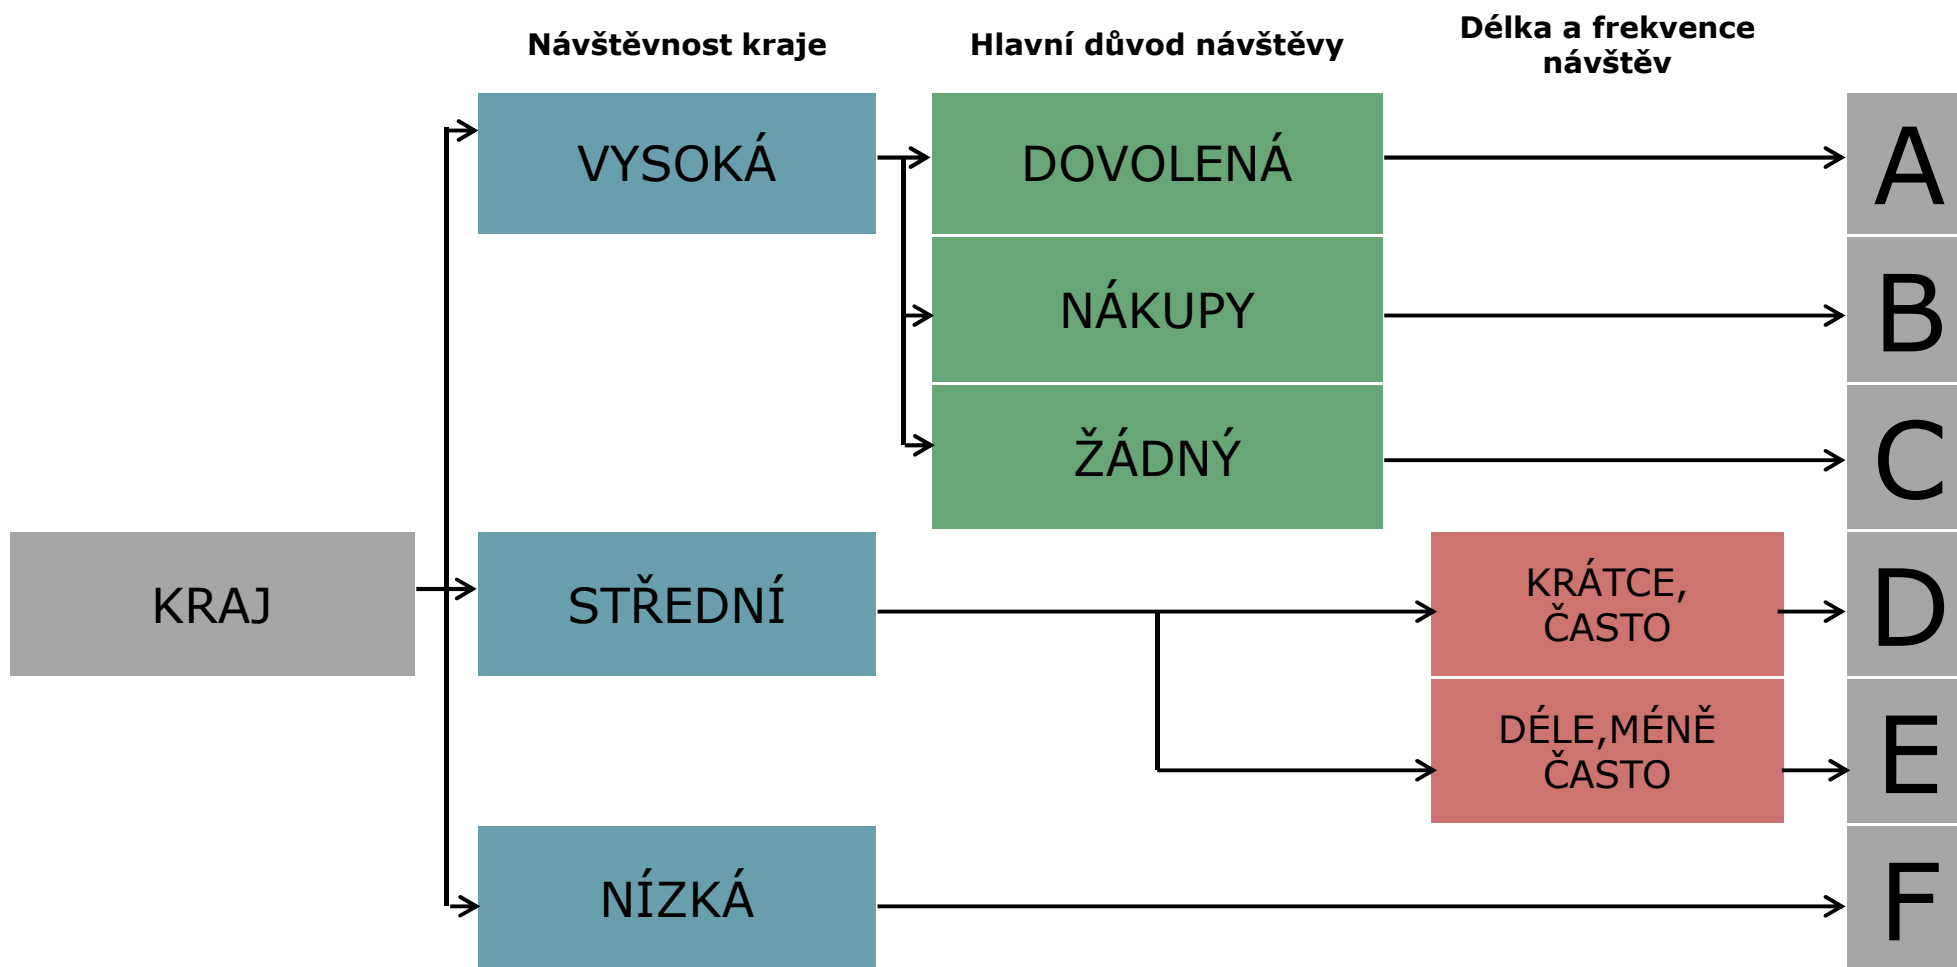 Návštěvnost kraje
Hlavní důvod návštěvy
Délka a frekvence
návštěv
VYSOKÁ
DOVOLENÁ
A
NÁKUPY
B
ŽÁDNÝ
C
KRAJ
STŘEDNÍ
KRÁTCE,
ČASTO
D
DÉLE,MÉNĚ
ČASTO
E
NÍZKÁ
F